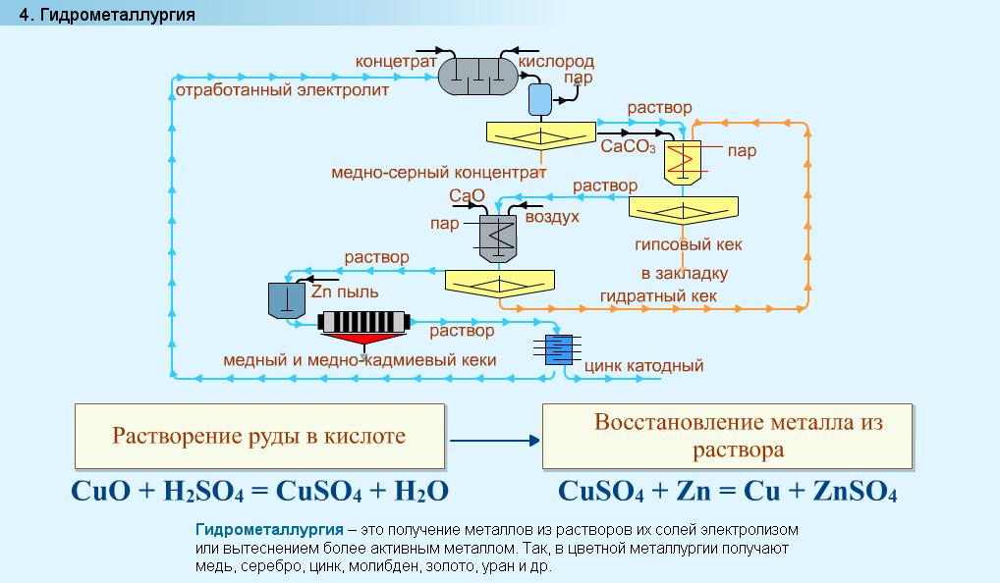 4. Гидрометаллургия
концетрат
кислород
пар
отработанный электролит
раствор
CaCO3
пар
медно-серный концентрат
раствор
CaO
воздух
пар
гипсовый кек
в закладку
раствор
Zn пыль
гидратный кек
раствор
медный и медно-кадмиевый кеки
цинк катодный
Растворение руды в кислоте
Восстановление металла из
раствора
CuO + H2SO4 = CuSO4 + H2O
CuSO4 + Zn = Cu + ZnSO4
Гидрометаллургия – это получение металлов из растворов их солей электролизом
или вытеснением более активным металлом. Так, в цветной металлургии получают
медь, серебро, цинк, молибден, золото, уран и др.